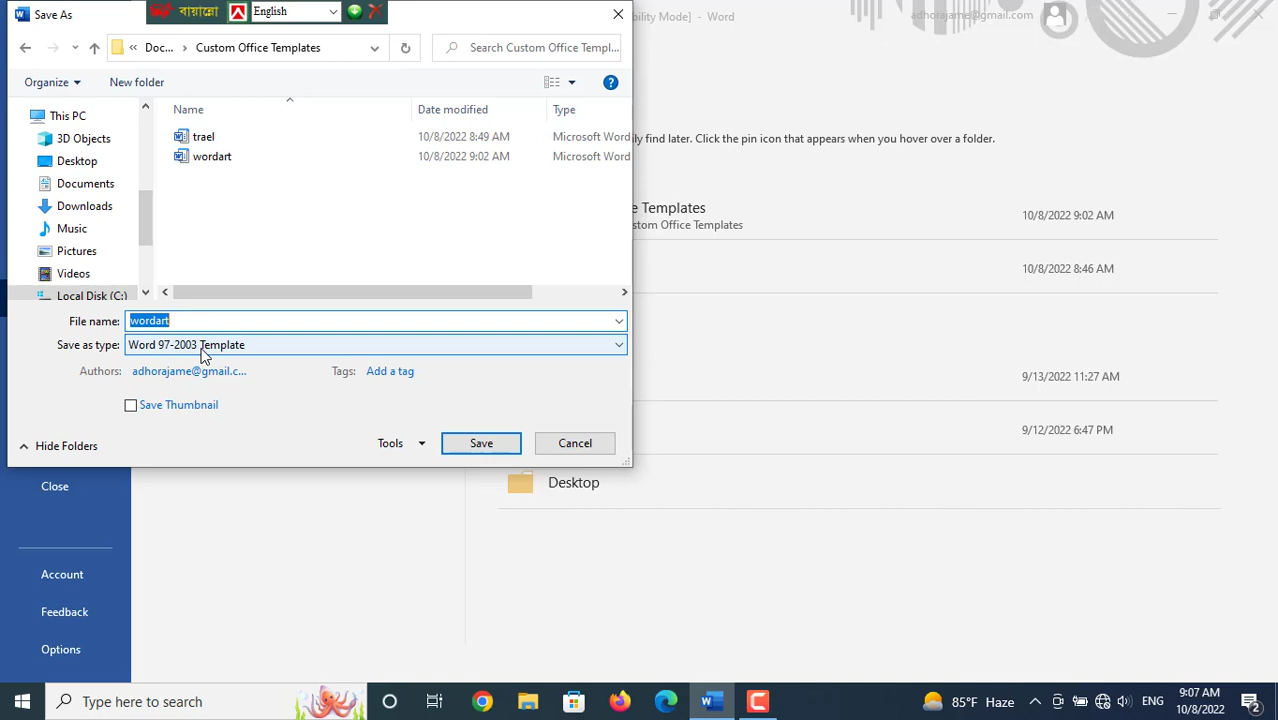 Save As
বায়ান্নো
English
bility Mode] - Word
adhorajame@gmail.com
Doc...
Custom Office Templates
Search Custom Office Templ...
Organize
New folder
Name
Date modified
Type
This PC
3D Objects
Desktop
Documents
Downloads
Music
Pictures
Videos
Local Disk (C:)
trael
10/8/2022 8:49 AM
Microsoft Word
wordart
10/8/2022 9:02 AM
Microsoft Word
ily find later. Click the pin icon that appears when you hover over a folder.
e Templates
stom Office Templates
10/8/2022 9:02 AM
10/8/2022 8:46 AM
9/13/2022 11:27 AM
9/12/2022 6:47 PM
Desktop
File name:
wordart
Save as type:
Word 97-2003 Template
Authors:
adhorajame@gmail.c...
Tags:
Add a tag
Save Thumbnail
Hide Folders
Tools
Save
Cancel
Close
Account
Feedback
Options
Type here to search
85°F Haze
ENG
9:07 AM
10/8/2022
2